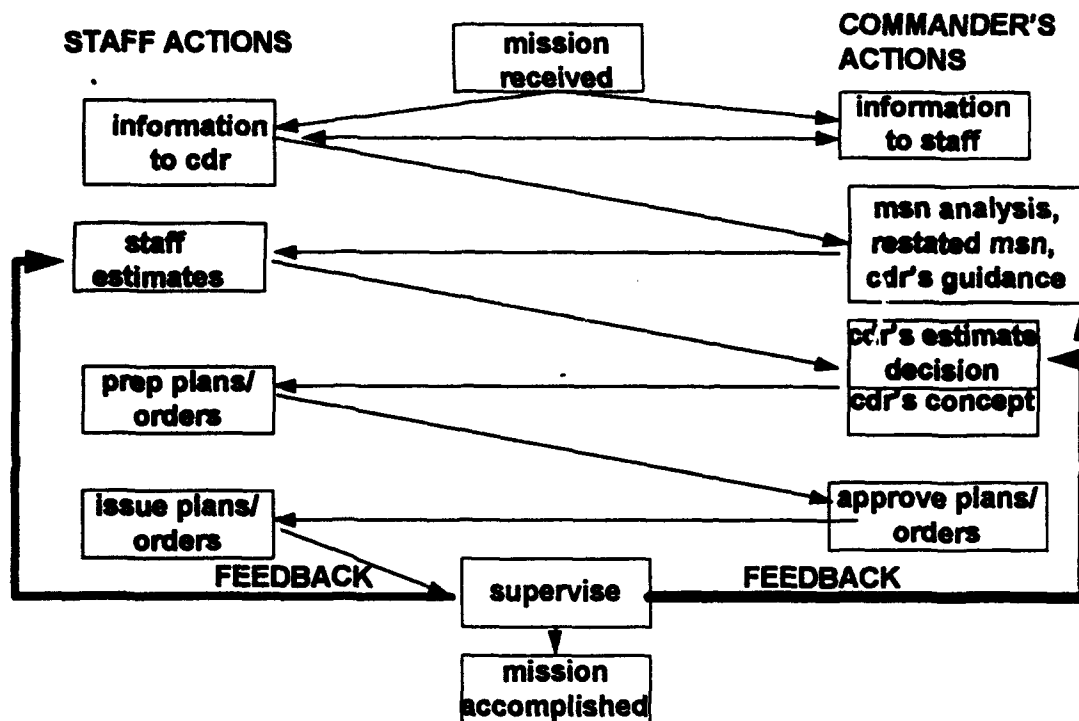 STAFF ACTIONS
mission
received
COMMANDER'S
ACTIONS
information
to cdr
information
to staff
staff
estimates
msn analysis,
restated msn,
cdr's guidance
prep plans/
orders
cdr's estimate
decision
cdr's concept
issue plans/
orders
approve plans/
orders
FEEDBACK
supervise
FEEDBACK
mission
accomplished